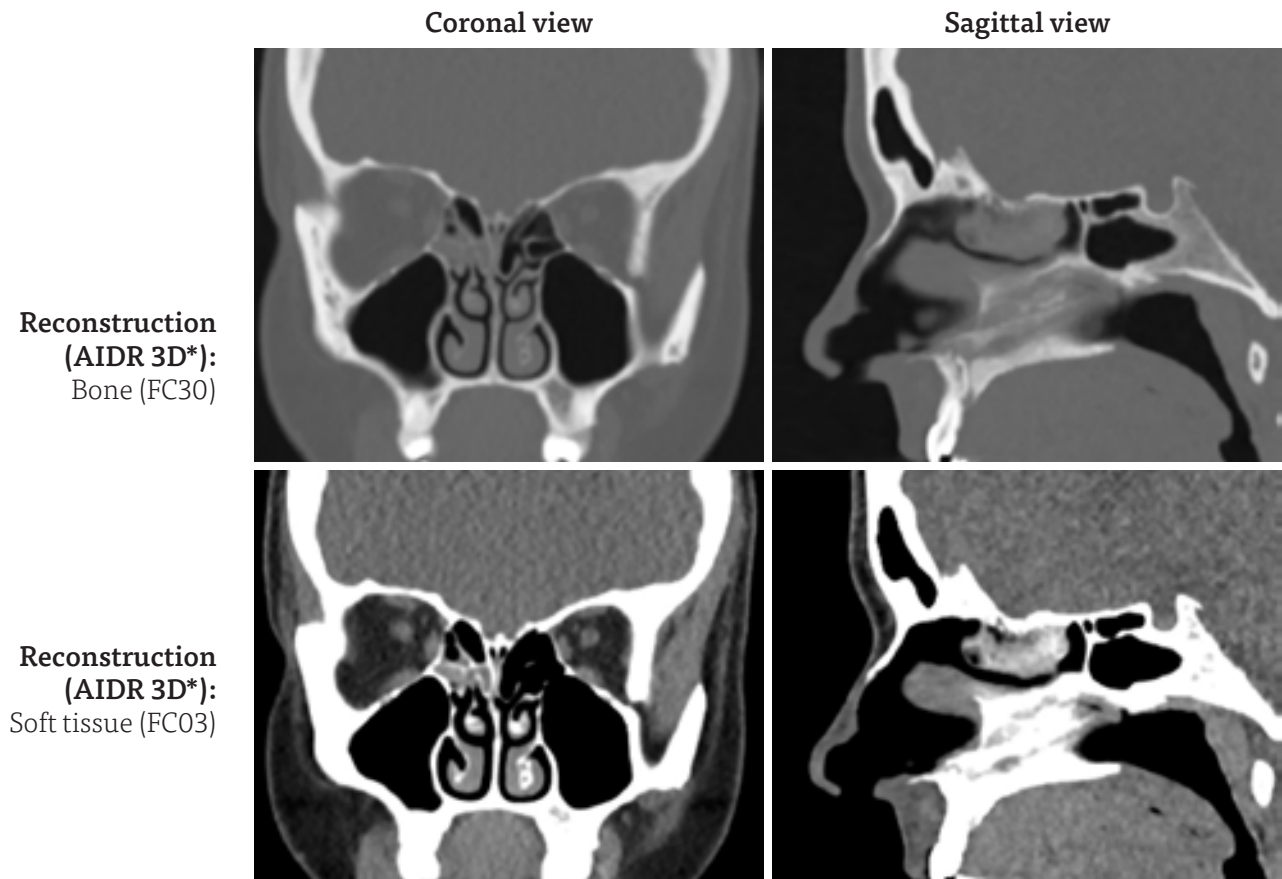 Coronal view
Sagittal view
Reconstruction
(AIDR 3D*):
Bone (FC30)
Reconstruction
(AIDR 3D*):
Soft tissue (FC03)